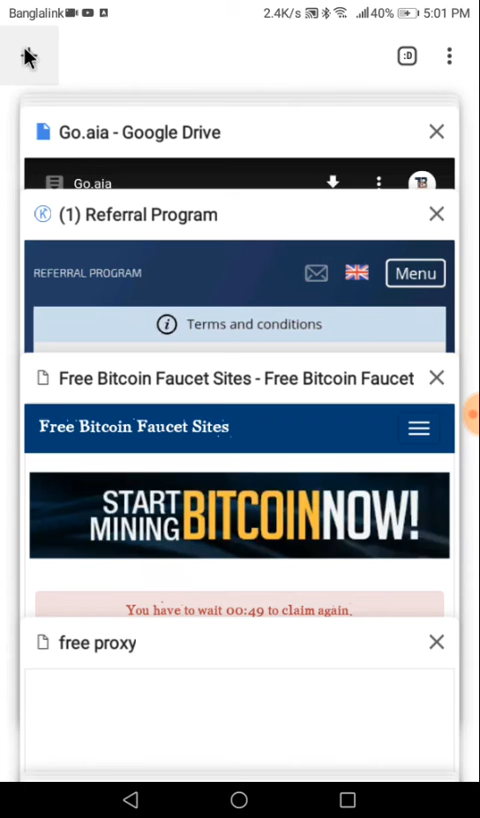 Banglalink 2.4K/s 40% 5:01 PM
:D
Go.aia - Google Drive
Go.aia
(1) Referral Program
REFERRAL PROGRAM Menu
Terms and conditions
Free Bitcoin Faucet Sites - Free Bitcoin Faucet
Free Bitcoin Faucet Sites
START
MINING BITCOIN NOW!
You have to wait 00:49 to claim again.
free proxy